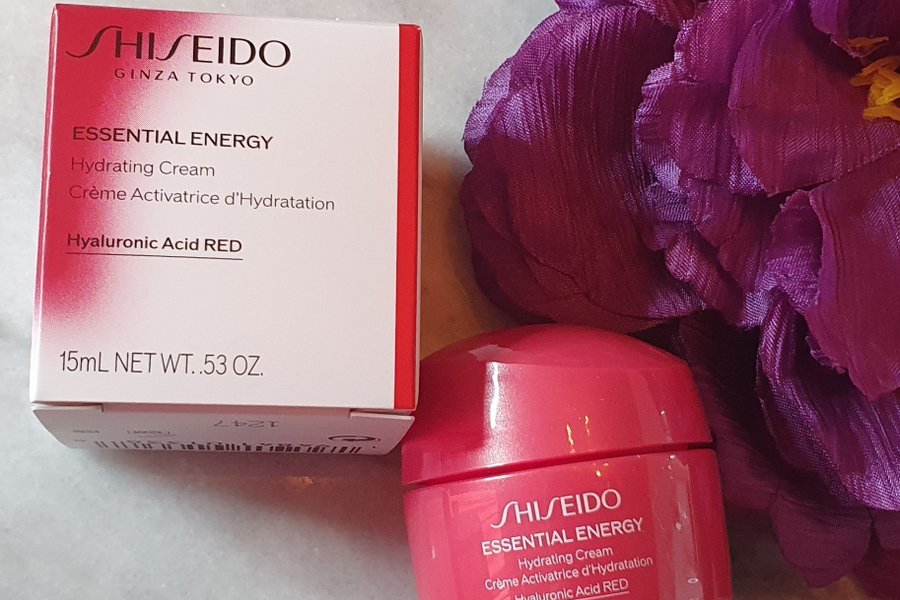 SHISEIDO
GINZA TOKYO
ESSENTIAL ENERGY
Hydrating Cream
Crème Activatrice d'Hydratation
Hyaluronic Acid RED
15mL NET WT. .53 OZ.
1247
SHISEIDO
ESSENTIAL ENERGY
Hydrating Cream
Crème Activatrice d'Hydratation
Hyaluronic Acid RED